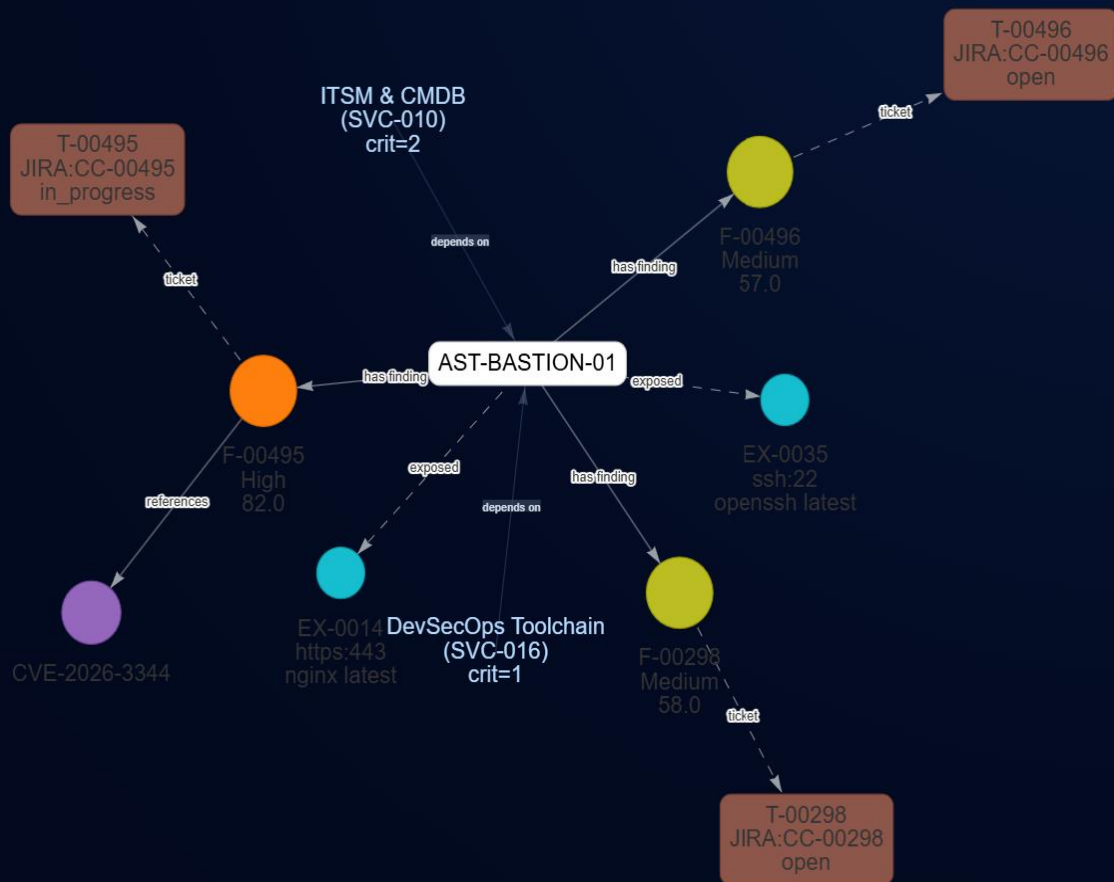 T-00496
JIRA:CC-00496
open
ticket
ITSM & CMDB
(SVC-010)
crit=2
T-00495
JIRA:CC-00495
in_progress
ticket
depends on
F-00496
Medium
57.0
has finding
AST-BASTION-01
has finding
exposed
EX-0035
ssh:22
openssh latest
F-00495
High
82.0
references
exposed
has finding
depends on
CVE-2026-3344
EX-0014
https:443
nginx latest
DevSecOps Toolchain
(SVC-016)
crit=1
F-00298
Medium
58.0
ticket
T-00298
JIRA:CC-00298
open